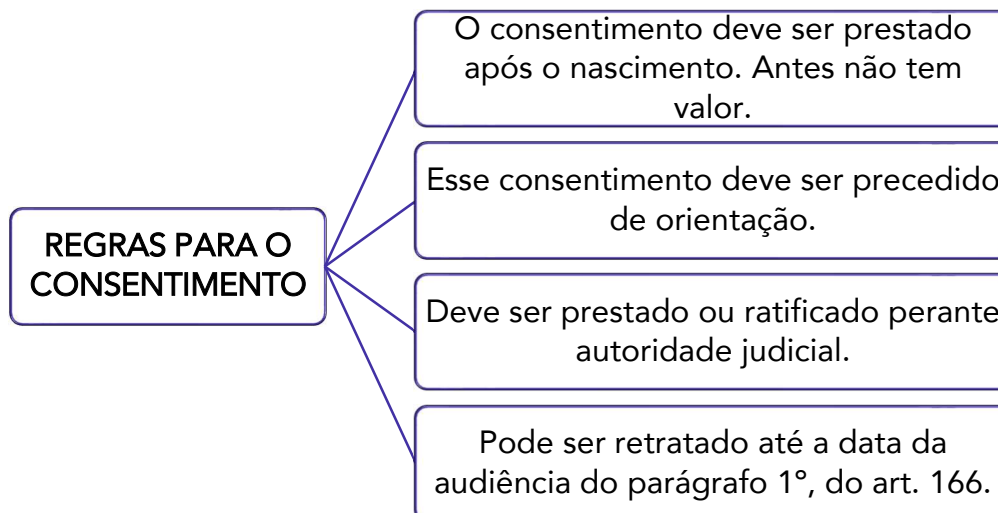 REGRAS PARA O
CONSENTIMENTO
O consentimento deve ser prestado
após o nascimento. Antes não tem
valor.
Esse consentimento deve ser precedido
de orientação.
Deve ser prestado ou ratificado perante
autoridade judicial.
Pode ser retratado até a data da
audiência do parágrafo 1º, do art. 166.